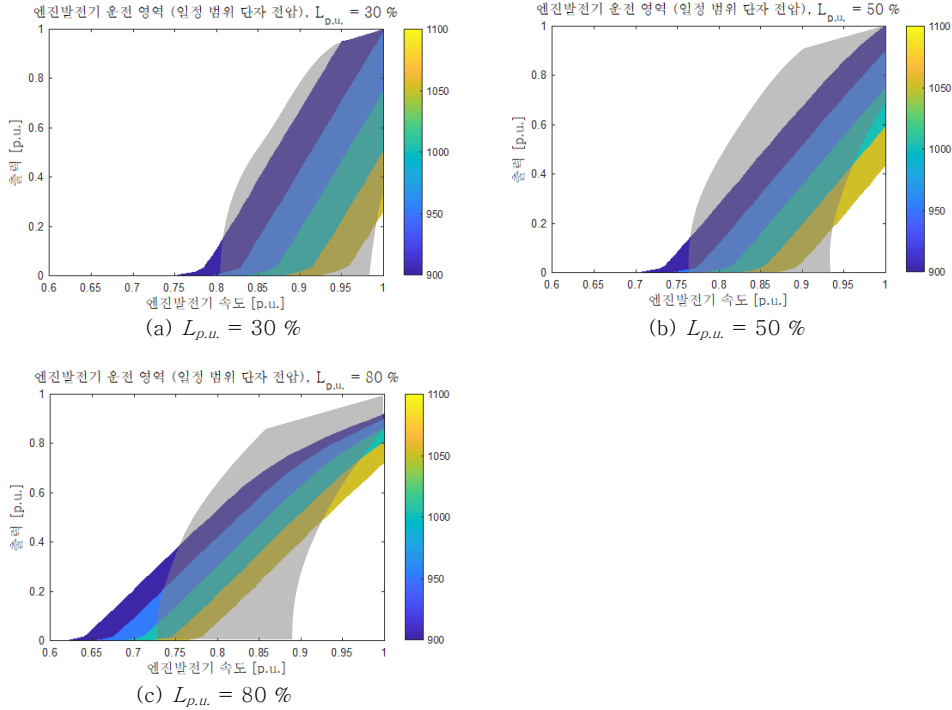 엔진발전기 운전 영역 (일정 범위 단자 전압), L_p.u. = 30 %
1
0.8
0.6
0.4
0.2
0
출력 [p.u.]
0.6 0.65 0.7 0.75 0.8 0.85 0.9 0.95 1
엔진발전기 속도 [p.u.]
1100
1050
1000
950
900
(a) L_p.u. = 30 %
엔진발전기 운전 영역 (일정 범위 단자 전압), L_p.u. = 50 %
1
0.8
0.6
0.4
0.2
0
출력 [p.u.]
0.6 0.65 0.7 0.75 0.8 0.85 0.9 0.95 1
엔진발전기 속도 [p.u.]
1100
1050
1000
950
900
(b) L_p.u. = 50 %
엔진발전기 운전 영역 (일정 범위 단자 전압), L_p.u. = 80 %
1
0.8
0.6
0.4
0.2
0
출력 [p.u.]
0.6 0.65 0.7 0.75 0.8 0.85 0.9 0.95 1
엔진발전기 속도 [p.u.]
1100
1050
1000
950
900
(c) L_p.u. = 80 %